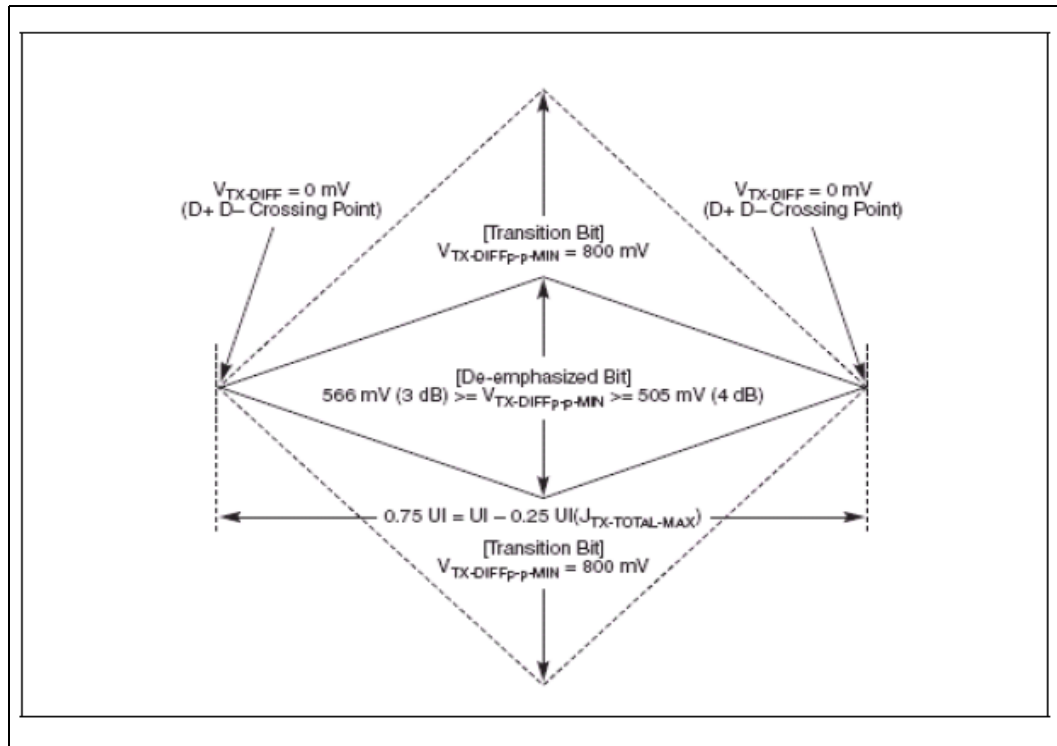 V_TX-DIFF = 0 mV
(D+ D– Crossing Point)
V_TX-DIFF = 0 mV
(D+ D– Crossing Point)
[Transition Bit]
V_TX-DIFFp-p-MIN = 800 mV
[De-emphasized Bit]
566 mV (3 dB) >= V_TX-DIFFp-p-MIN >= 505 mV (4 dB)
0.75 UI = UI – 0.25 UI(J_TX-TOTAL-MAX)
[Transition Bit]
V_TX-DIFFp-p-MIN = 800 mV